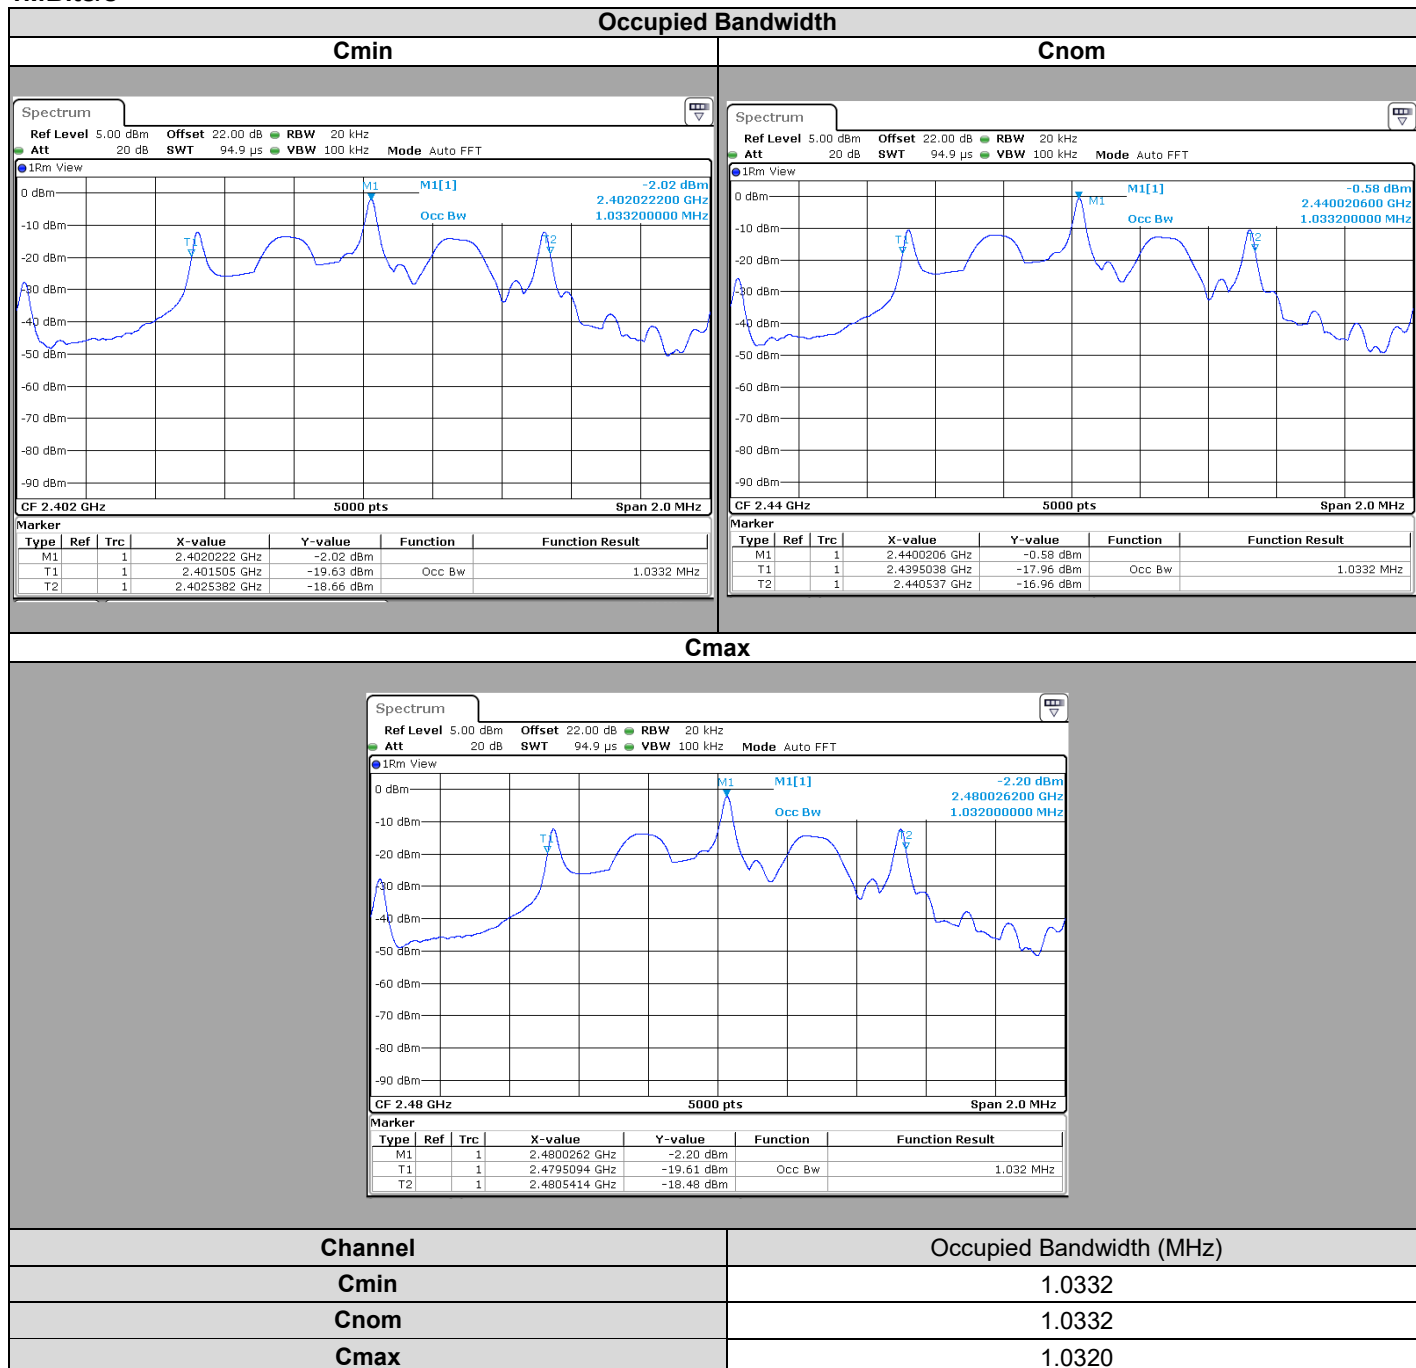 Occupied Bandwidth
Cmin
Cnom
Spectrum
Ref Level 5.00 dBm Offset 22.00 dB RBW 20 kHz
Att 20 dB SWT 94.9 µs VBW 100 kHz Mode Auto FFT
1Rm View
M1[1] -2.02 dBm
2.402022200 GHz
Occ Bw 1.033200000 MHz
M1
T1
T2
0 dBm
-10 dBm
-20 dBm
-30 dBm
-40 dBm
-50 dBm
-60 dBm
-70 dBm
-80 dBm
-90 dBm
CF 2.402 GHz 5000 pts Span 2.0 MHz
Marker
Type Ref Trc X-value Y-value Function Function Result
M1 1 2.4020222 GHz -2.02 dBm
T1 1 2.401505 GHz -19.63 dBm Occ Bw 1.0332 MHz
T2 1 2.4025382 GHz -18.66 dBm
Spectrum
Ref Level 5.00 dBm Offset 22.00 dB RBW 20 kHz
Att 20 dB SWT 94.9 µs VBW 100 kHz Mode Auto FFT
1Rm View
M1[1] -0.58 dBm
2.440020600 GHz
Occ Bw 1.033200000 MHz
M1
T1
T2
0 dBm
-10 dBm
-20 dBm
-30 dBm
-40 dBm
-50 dBm
-60 dBm
-70 dBm
-80 dBm
-90 dBm
CF 2.44 GHz 5000 pts Span 2.0 MHz
Marker
Type Ref Trc X-value Y-value Function Function Result
M1 1 2.4400206 GHz -0.58 dBm
T1 1 2.4395038 GHz -17.96 dBm Occ Bw 1.0332 MHz
T2 1 2.440537 GHz -16.96 dBm
Cmax
Spectrum
Ref Level 5.00 dBm Offset 22.00 dB RBW 20 kHz
Att 20 dB SWT 94.9 µs VBW 100 kHz Mode Auto FFT
1Rm View
M1[1] -2.20 dBm
2.480026200 GHz
Occ Bw 1.032000000 MHz
M1
T1
T2
0 dBm
-10 dBm
-20 dBm
-30 dBm
-40 dBm
-50 dBm
-60 dBm
-70 dBm
-80 dBm
-90 dBm
CF 2.48 GHz 5000 pts Span 2.0 MHz
Marker
Type Ref Trc X-value Y-value Function Function Result
M1 1 2.4800262 GHz -2.20 dBm
T1 1 2.4795094 GHz -19.61 dBm Occ Bw 1.032 MHz
T2 1 2.4805414 GHz -18.48 dBm
Channel Occupied Bandwidth (MHz)
Cmin 1.0332
Cnom 1.0332
Cmax 1.0320